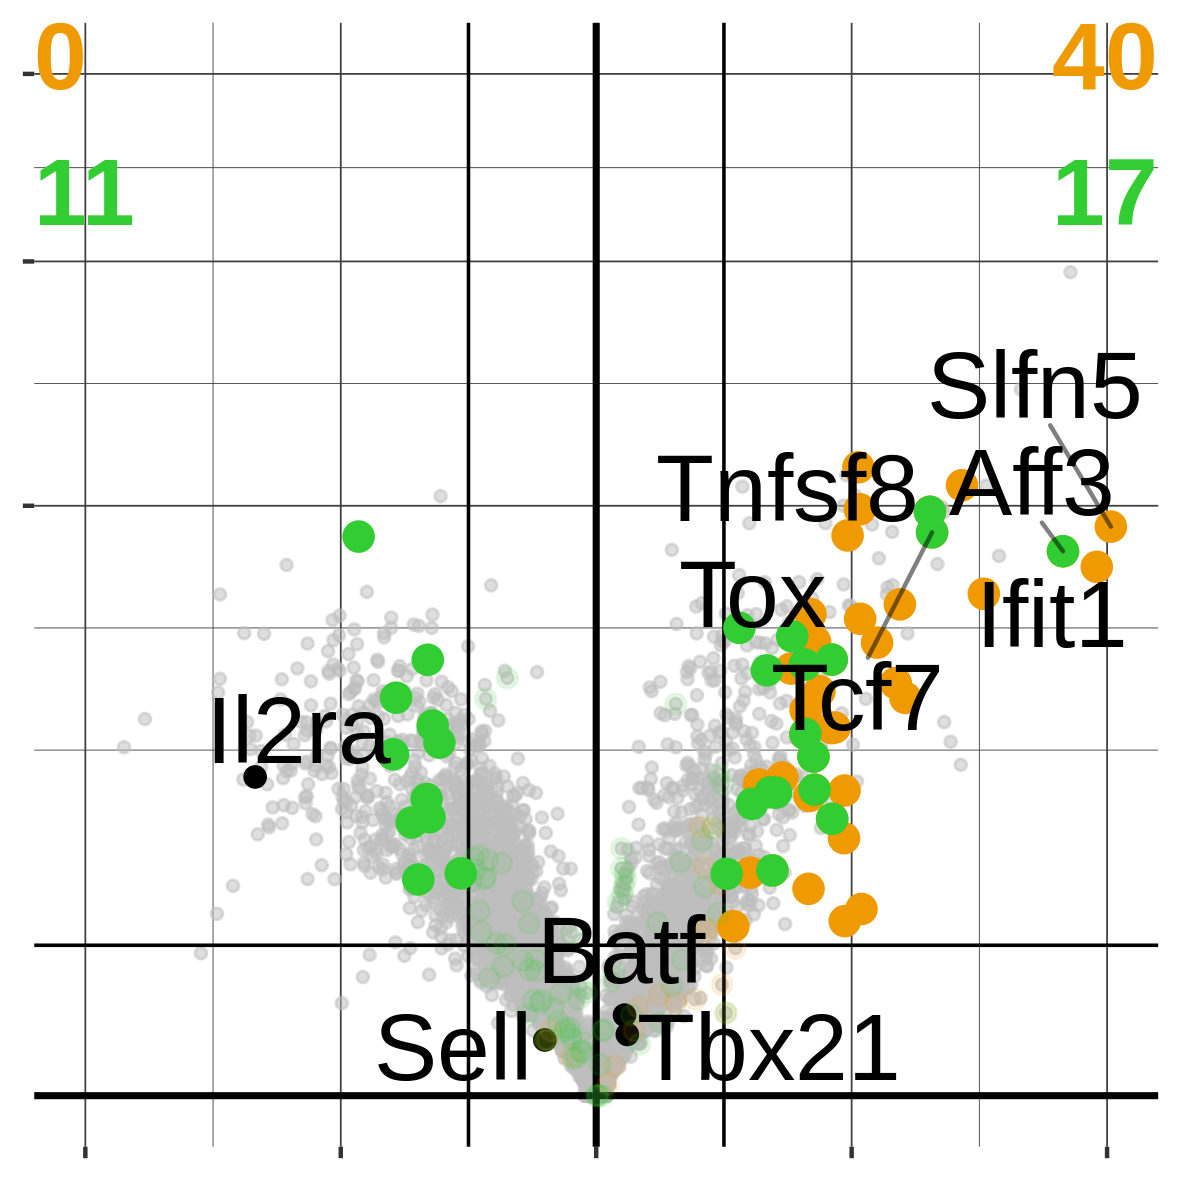 0 40
11 17
Slfn5
Tnfsf8 Aff3
Tox Ifit1
Tcf7
Il2ra
Batf
Sell Tbx21